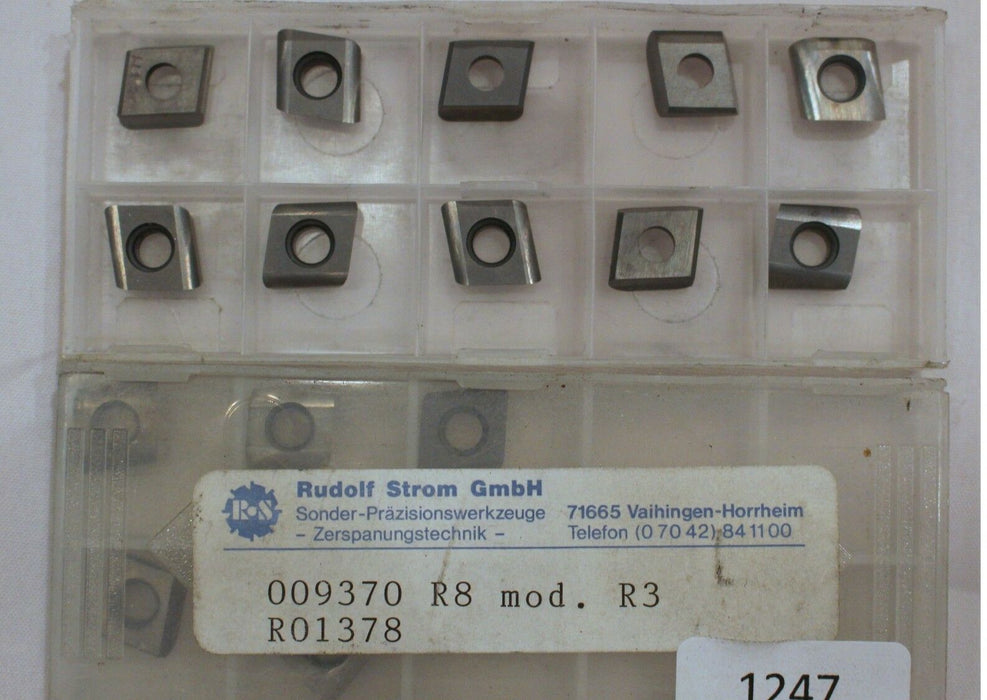 R·S
Rudolf Strom GmbH
Sonder-Präzisionswerkzeuge
– Zerspanungstechnik –
71665 Vaihingen-Horrheim
Telefon (0 70 42) 84 11 00
009370 R8 mod. R3
R01378
1247